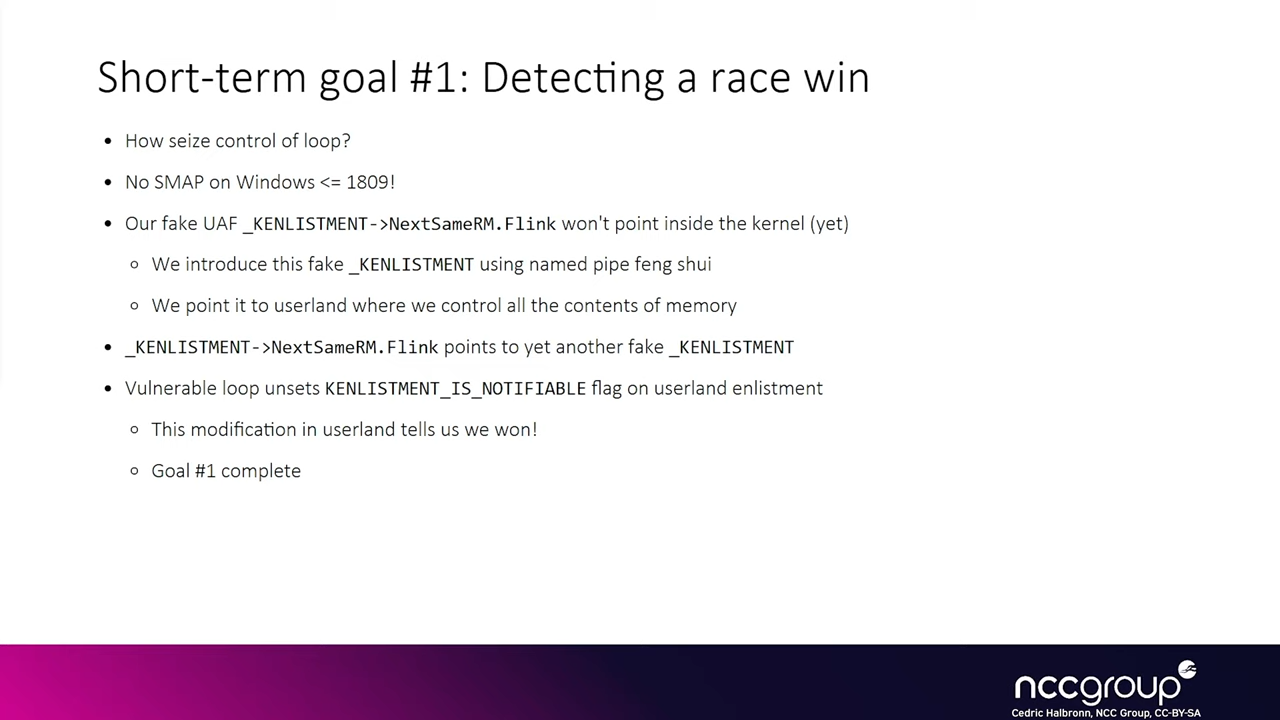 Short-term goal #1: Detecting a race win
• How seize control of loop?
• No SMAP on Windows <= 1809!
• Our fake UAF _KENLISTMENT->NextSameRM.Flink won't point inside the kernel (yet)
○ We introduce this fake _KENLISTMENT using named pipe feng shui
○ We point it to userland where we control all the contents of memory
• _KENLISTMENT->NextSameRM.Flink points to yet another fake _KENLISTMENT
• Vulnerable loop unsets KENLISTMENT_IS_NOTIFIABLE flag on userland enlistment
○ This modification in userland tells us we won!
○ Goal #1 complete
nccgroup
Cedric Halbronn, NCC Group, CC-BY-SA